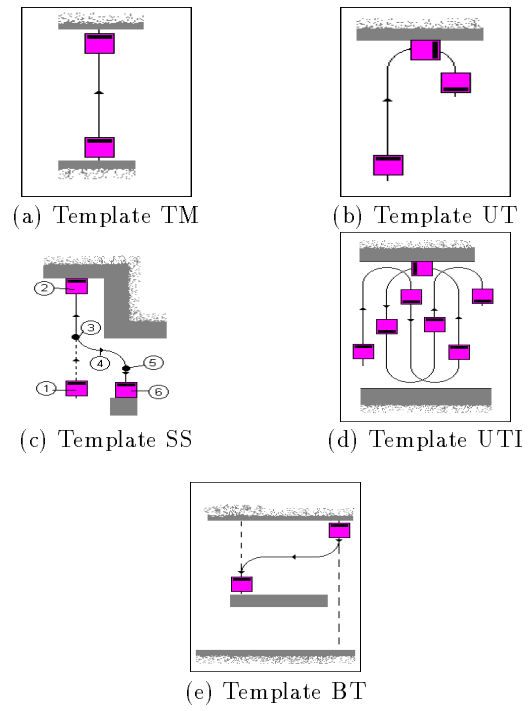 (a) Template TM
(b) Template UT
2
3
4
5
1
6
(c) Template SS
(d) Template UTI
(e) Template BT